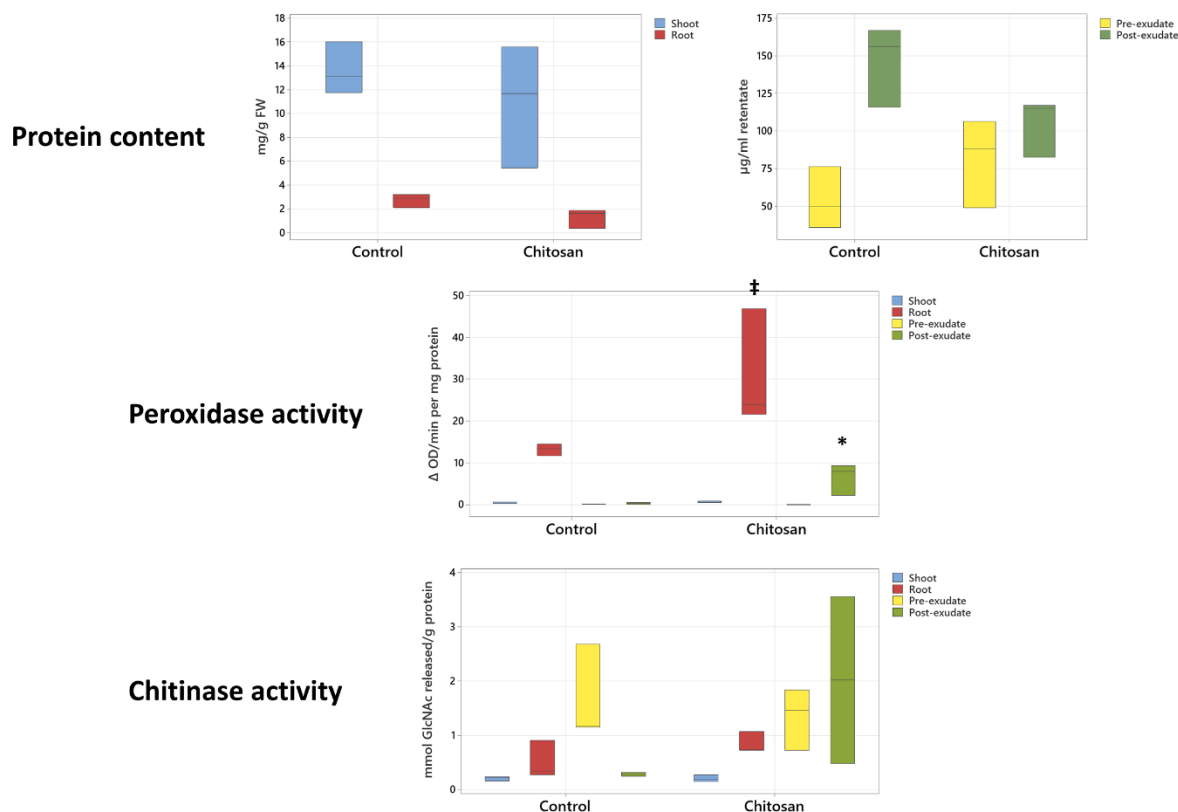 Protein content
mg/g FW
18
16
14
12
10
8
6
4
2
0
Control
Chitosan
Shoot
Root
µg/ml retentate
175
150
125
100
75
50
Control
Chitosan
Pre-exudate
Post-exudate
Peroxidase activity
Δ OD/min per mg protein
50
40
30
20
10
0
‡
*
Control
Chitosan
Shoot
Root
Pre-exudate
Post-exudate
Chitinase activity
mmol GlcNAc released/g protein
4
3
2
1
0
Control
Chitosan
Shoot
Root
Pre-exudate
Post-exudate